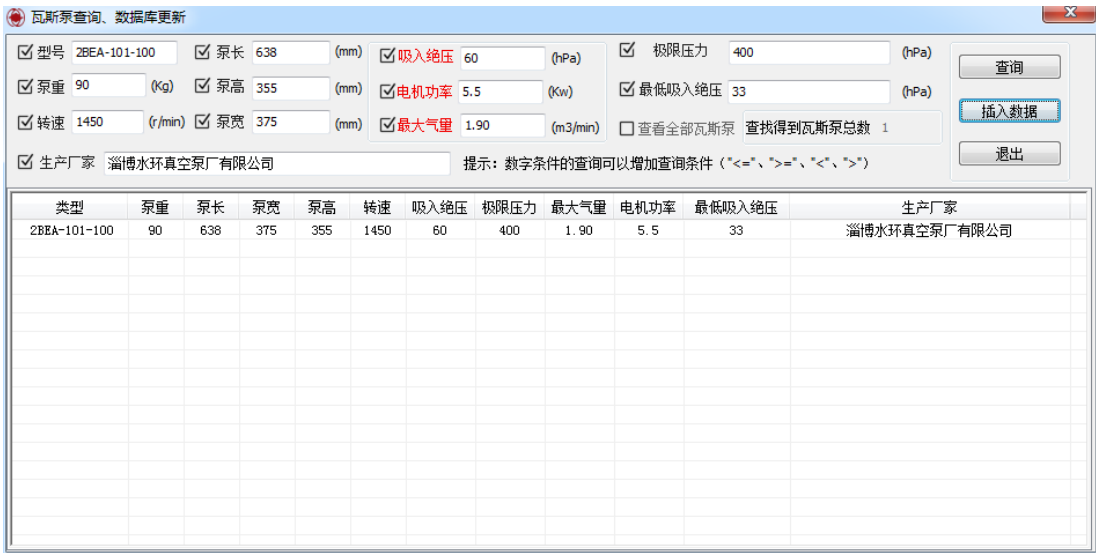 瓦斯泵查询、数据库更新
型号 2BEA-101-100 泵长 638 (mm) 吸入绝压 60 (hPa) 极限压力 400 (hPa) 查询
泵重 90 (Kg) 泵高 355 (mm) 电机功率 5.5 (Kw) 最低吸入绝压 33 (hPa) 插入数据
转速 1450 (r/min) 泵宽 375 (mm) 最大气量 1.90 (m3/min) 查看全部瓦斯泵 查找得到瓦斯泵总数 1 退出
生产厂家 淄博水环真空泵厂有限公司 提示：数字条件的查询可以增加查询条件（"<="、">="、"<"、">"）
类型 泵重 泵长 泵宽 泵高 转速 吸入绝压 极限压力 最大气量 电机功率 最低吸入绝压 生产厂家
2BEA-101-100 90 638 375 355 1450 60 400 1.90 5.5 33 淄博水环真空泵厂有限公司